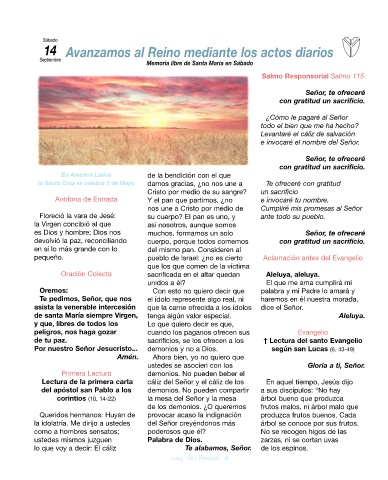 Sábado
14
Septiembre
Avanzamos al Reino mediante los actos diarios
Memoria libre de Santa María en Sábado
En América Latina
la Santa Cruz se celebra 3 de Mayo
Antífona de Entrada
Floreció la vara de Jesé:
la Virgen concibió al que
es Dios y hombre; Dios nos
devolvió la paz, reconciliando
en sí lo más grande con lo
pequeño.
Oración Colecta
Oremos:
Te pedimos, Señor, que nos
asista la venerable intercesión
de santa María siempre Virgen,
y que, libres de todos los
peligros, nos haga gozar
de tu paz.
Por nuestro Señor Jesucristo...
Amén.
Primera Lectura
Lectura de la primera carta
del apóstol san Pablo a los
corintios (10, 14-22)
Queridos hermanos: Huyan de
la idolatría. Me dirijo a ustedes
como a hombres sensatos;
ustedes mismos juzguen
lo que voy a decir: El cáliz
de la bendición con el que
damos gracias, ¿no nos une a
Cristo por medio de su sangre?
Y el pan que partimos, ¿no
nos une a Cristo por medio de
su cuerpo? El pan es uno, y
así nosotros, aunque somos
muchos, formamos un solo
cuerpo, porque todos comemos
del mismo pan. Consideren al
pueblo de Israel: ¿no es cierto
que los que comen de la víctima
sacrificada en el altar quedan
unidos a él?
Con esto no quiero decir que
el ídolo represente algo real, ni
que la carne ofrecida a los ídolos
tenga algún valor especial.
Lo que quiero decir es que,
cuando los paganos ofrecen sus
sacrificios, se los ofrecen a los
demonios y no a Dios.
Ahora bien, yo no quiero que
ustedes se asocien con los
demonios. No pueden beber el
cáliz del Señor y el cáliz de los
demonios. No pueden compartir
la mesa del Señor y la mesa
de los demonios. ¿O queremos
provocar acaso la indignación
del Señor creyéndonos más
poderosos que él?
Palabra de Dios.
Te alabamos, Señor.
Salmo Responsorial Salmo 115
Señor, te ofreceré
con gratitud un sacrificio.
¿Cómo le pagaré al Señor
todo el bien que me ha hecho?
Levantaré el cáliz de salvación
e invocaré el nombre del Señor.
Señor, te ofreceré
con gratitud un sacrificio.
Te ofreceré con gratitud
un sacrificio
e invocaré tu nombre.
Cumpliré mis promesas al Señor
ante todo su pueblo.
Señor, te ofreceré
con gratitud un sacrificio.
Aclamación antes del Evangelio
Aleluya, aleluya.
El que me ama cumplirá mi
palabra y mi Padre lo amará y
haremos en él nuestra morada,
dice el Señor.
Aleluya.
Evangelio
† Lectura del santo Evangelio
según san Lucas (6, 43-49)
Gloria a ti, Señor.
En aquel tiempo, Jesús dijo
a sus discípulos: "No hay
árbol bueno que produzca
frutos malos, ni árbol malo que
produzca frutos buenos. Cada
árbol se conoce por sus frutos.
No se recogen higos de las
zarzas, ni se cortan uvas
de los espinos.